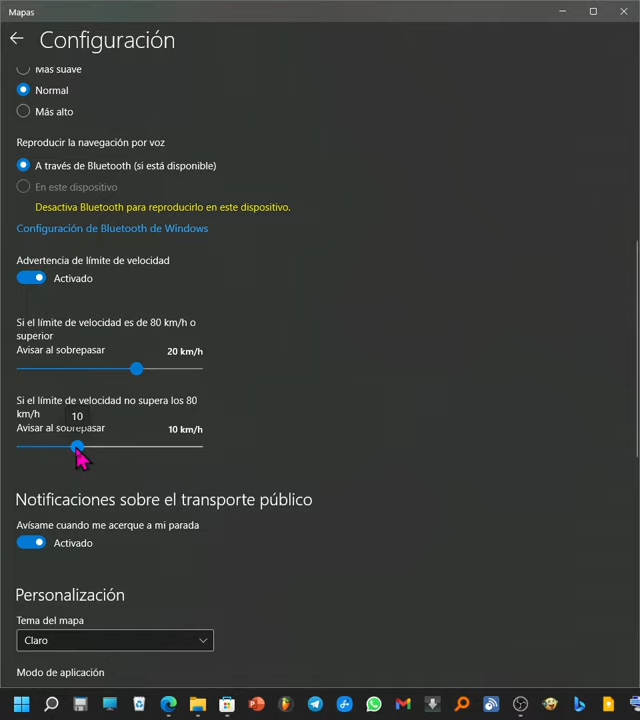 Mapas
Configuración
Más suave
Normal
Más alto
Reproducir la navegación por voz
A través de Bluetooth (si está disponible)
En este dispositivo
Desactiva Bluetooth para reproducirlo en este dispositivo.
Configuración de Bluetooth de Windows
Advertencia de límite de velocidad
Activado
Si el límite de velocidad es de 80 km/h o
superior
Avisar al sobrepasar 20 km/h
Si el límite de velocidad no supera los 80
km/h
10
Avisar al sobrepasar 10 km/h
Notificaciones sobre el transporte público
Avísame cuando me acerque a mi parada
Activado
Personalización
Tema del mapa
Claro
Modo de aplicación